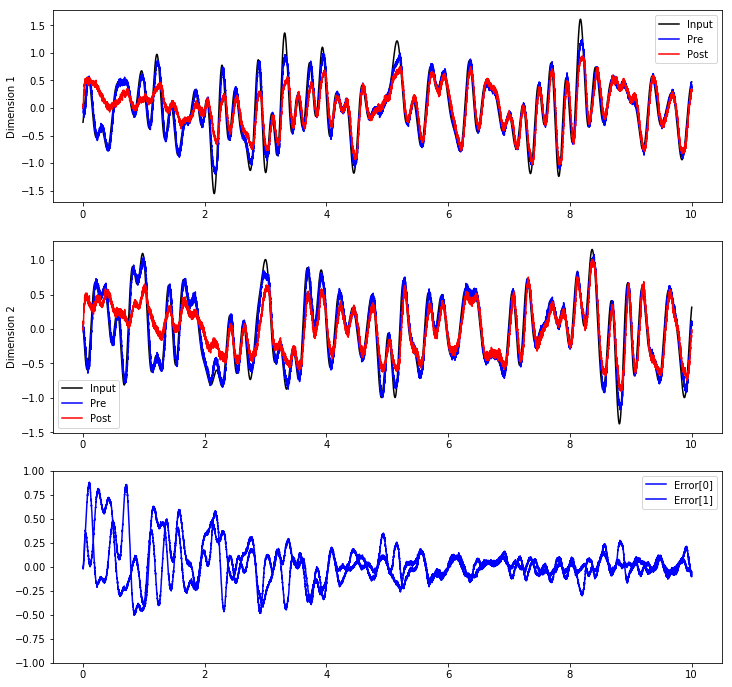 Dimension 1
1.5
1.0
0.5
0.0
−0.5
−1.0
−1.5
Input
Pre
Post
0 2 4 6 8 10
Dimension 2
1.0
0.5
0.0
−0.5
−1.0
−1.5
Input
Pre
Post
0 2 4 6 8 10
1.00
0.75
0.50
0.25
0.00
−0.25
−0.50
−0.75
−1.00
Error[0]
Error[1]
0 2 4 6 8 10